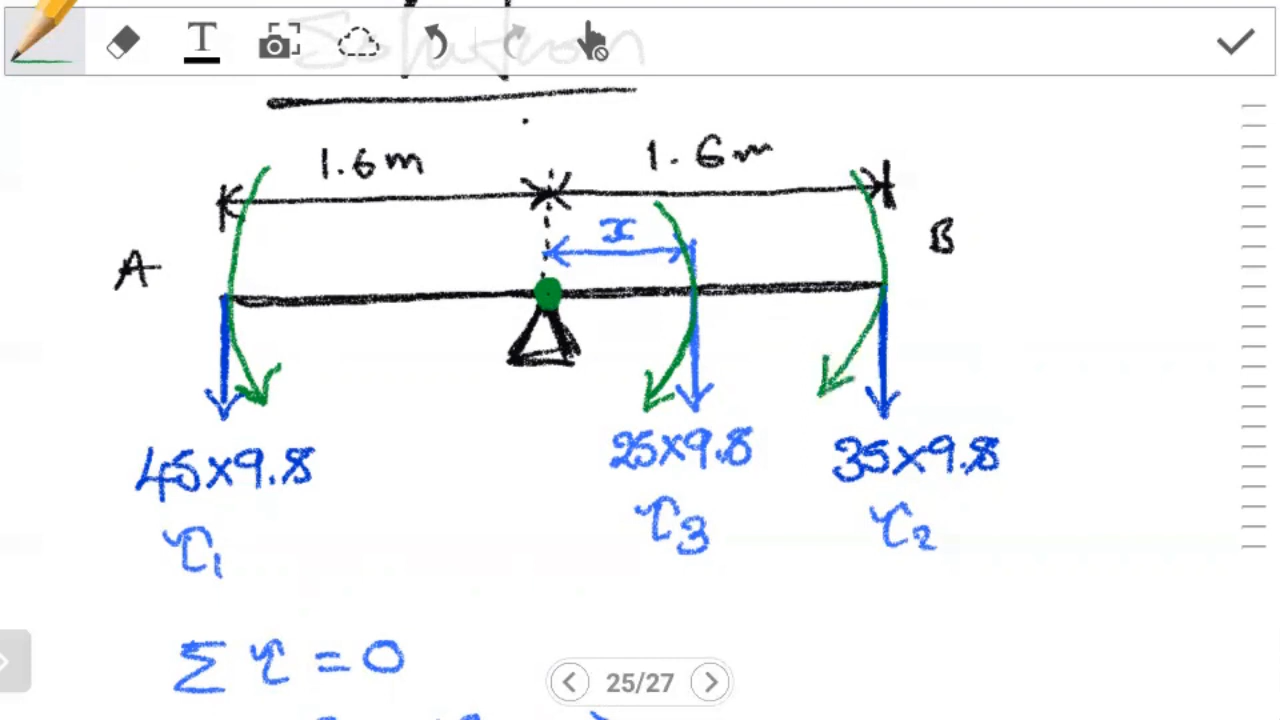 T
Solution
1.6m 1.6m
x
A B
45×9.8 25×9.8 35×9.8
τ1 τ3 τ2
Σ τ = 0
25/27